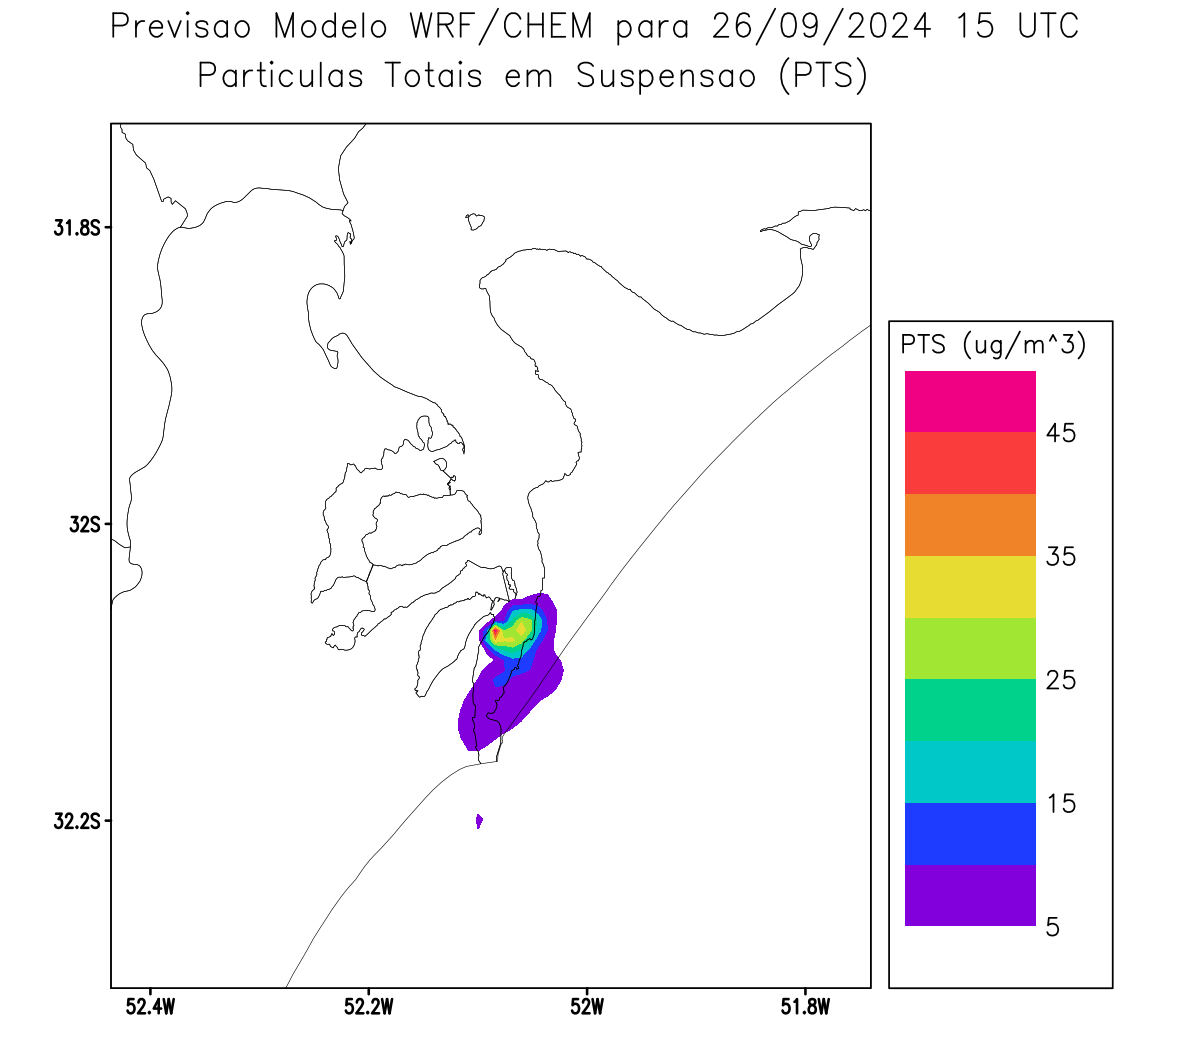 Previsao Modelo WRF/CHEM para 26/09/2024 15 UTC
Particulas Totais em Suspensao (PTS)
31.8S
32S
32.2S
52.4W
52.2W
52W
51.8W
PTS (ug/m^3)
45
35
25
15
5